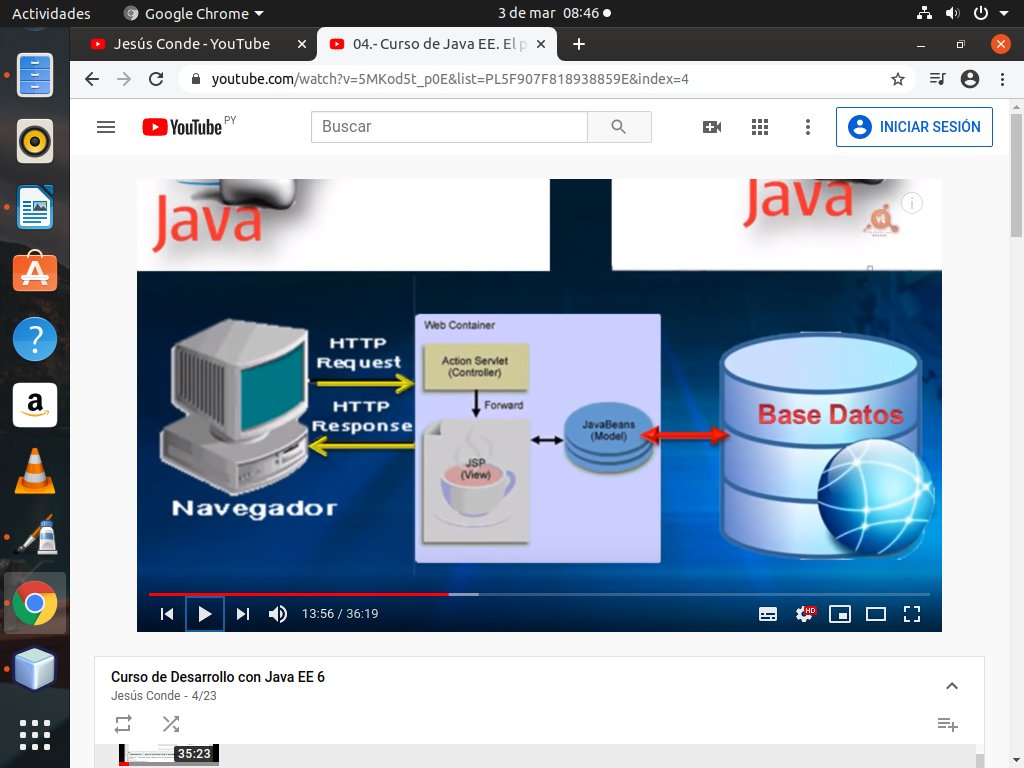 Actividades
Google Chrome
3 de mar 08:46
Jesús Conde - YouTube
04.- Curso de Java EE. El p
youtube.com/watch?v=5MKod5t_p0E&list=PL5F907F818938859E&index=4
YouTube
PY
Buscar
INICIAR SESIÓN
Java
Java
Web Container
HTTP
Request
Action Servlet
(Controller)
Forward
HTTP
Response
JavaBeans
(Model)
JSP
(View)
Base Datos
Navegador
13:56 / 36:19
HD
Curso de Desarrollo con Java EE 6
Jesús Conde - 4/23
35:23